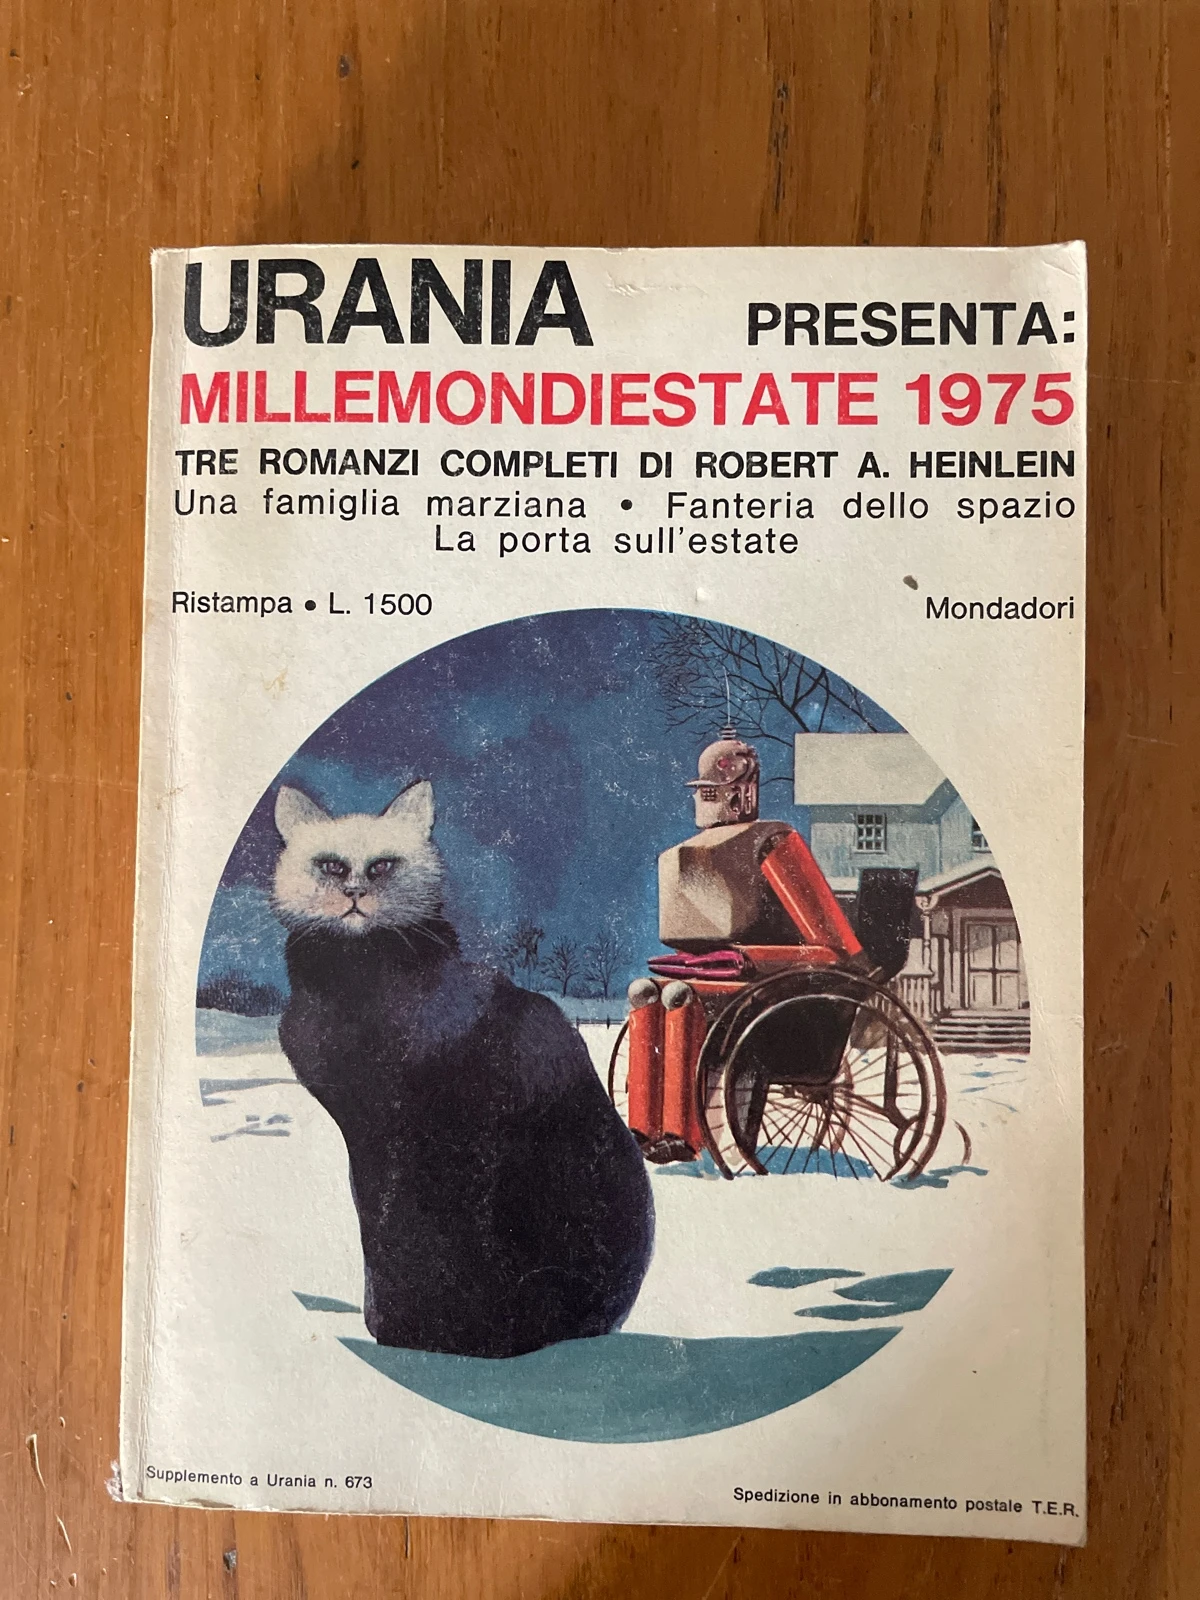 URANIA PRESENTA:
MILLEMONDIESTATE 1975
TRE ROMANZI COMPLETI DI ROBERT A. HEINLEIN
Una famiglia marziana • Fanteria dello spazio
La porta sull'estate
Ristampa • L. 1500 Mondadori
Supplemento a Urania n. 673
Spedizione in abbonamento postale T.E.R.